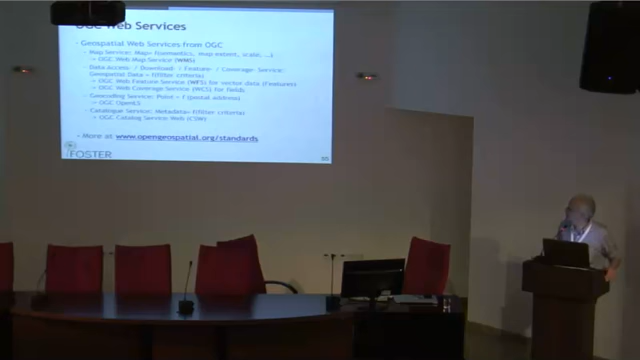 OGC Web Services
- Geospatial Web Services from OGC
- Map Service: Map= f(semantics, map extent, scale, …)
- OGC Web Map Service (WMS)
- Data Access- / Download- / Feature- / Coverage- Service:
Geospatial Data = f(filter criteria)
- OGC Web Feature Service (WFS) for vector data (Features)
- OGC Web Coverage Service (WCS) for fields
- Geocoding Service: Point = f (postal address)
- OGC OpenLS
- Catalogue Service: Metadata= f(filter criteria)
- OGC Catalog Service-Web (CSW)
- More at www.opengeospatial.org/standards
FOSTER